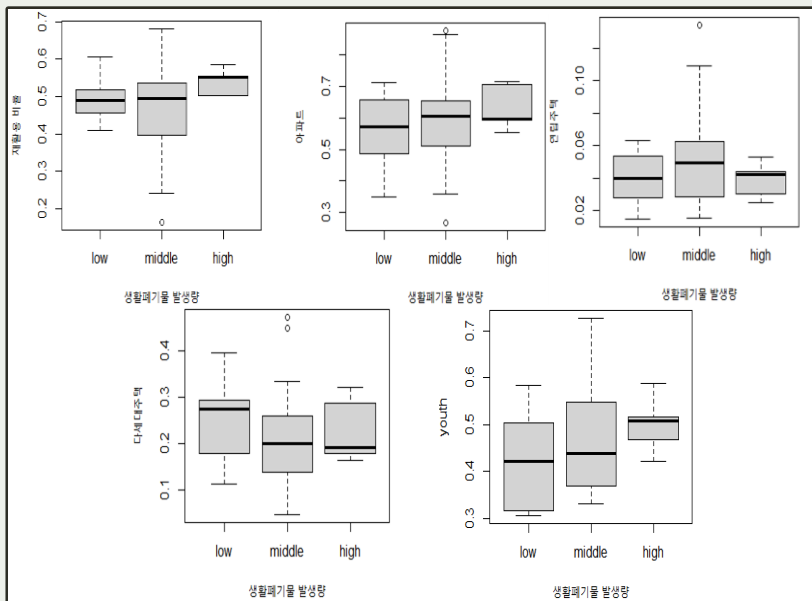 재활용 비율
0.2 0.3 0.4 0.5 0.6 0.7
low middle high
생활폐기물 발생량
아파트
0.3 0.5 0.7
low middle high
생활폐기물 발생량
연립주택
0.02 0.06 0.10
low middle high
생활폐기물 발생량
다세대주택
0.1 0.2 0.3 0.4
low middle high
생활폐기물 발생량
youth
0.3 0.4 0.5 0.6 0.7
low middle high
생활폐기물 발생량